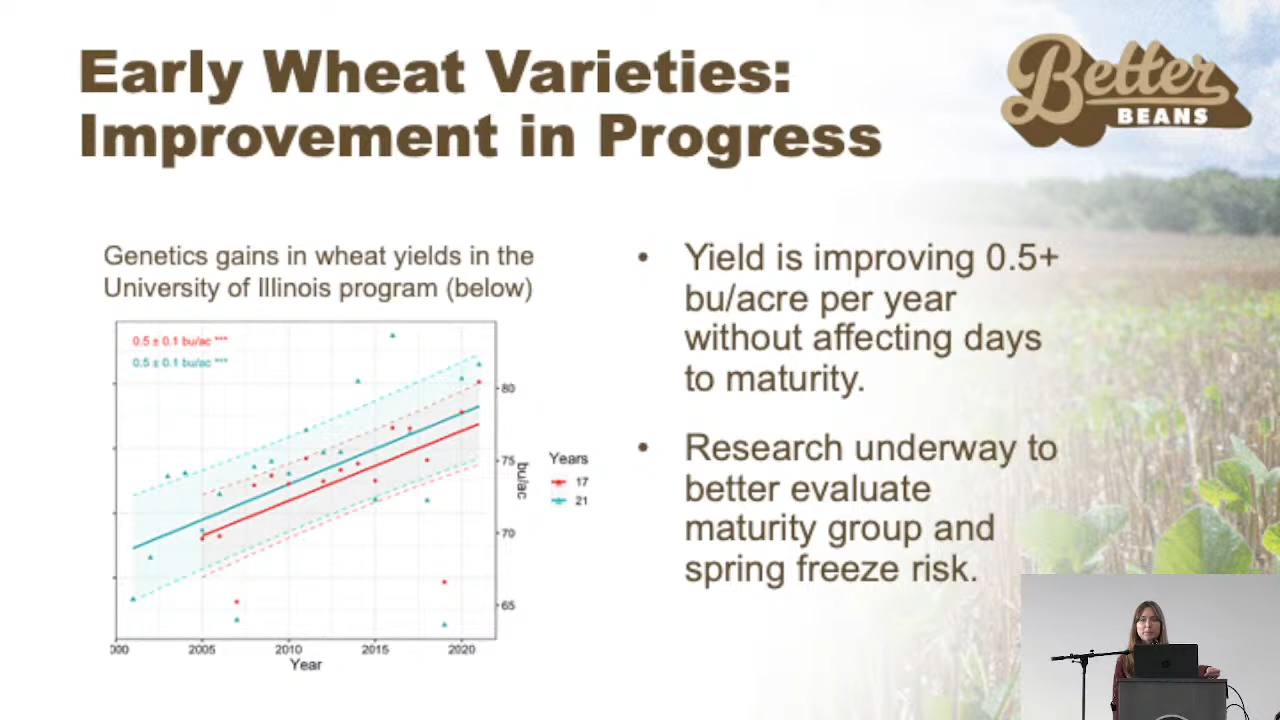 Early Wheat Varieties:
Improvement in Progress
Better
BEANS
Genetics gains in wheat yields in the
University of Illinois program (below)
0.5 ± 0.1 bu/ac ***
0.5 ± 0.1 bu/ac ***
80
75
70
65
bu/ac
Years
17
21
000
2005
2010
2015
2020
Year
• Yield is improving 0.5+
bu/acre per year
without affecting days
to maturity.
• Research underway to
better evaluate
maturity group and
spring freeze risk.